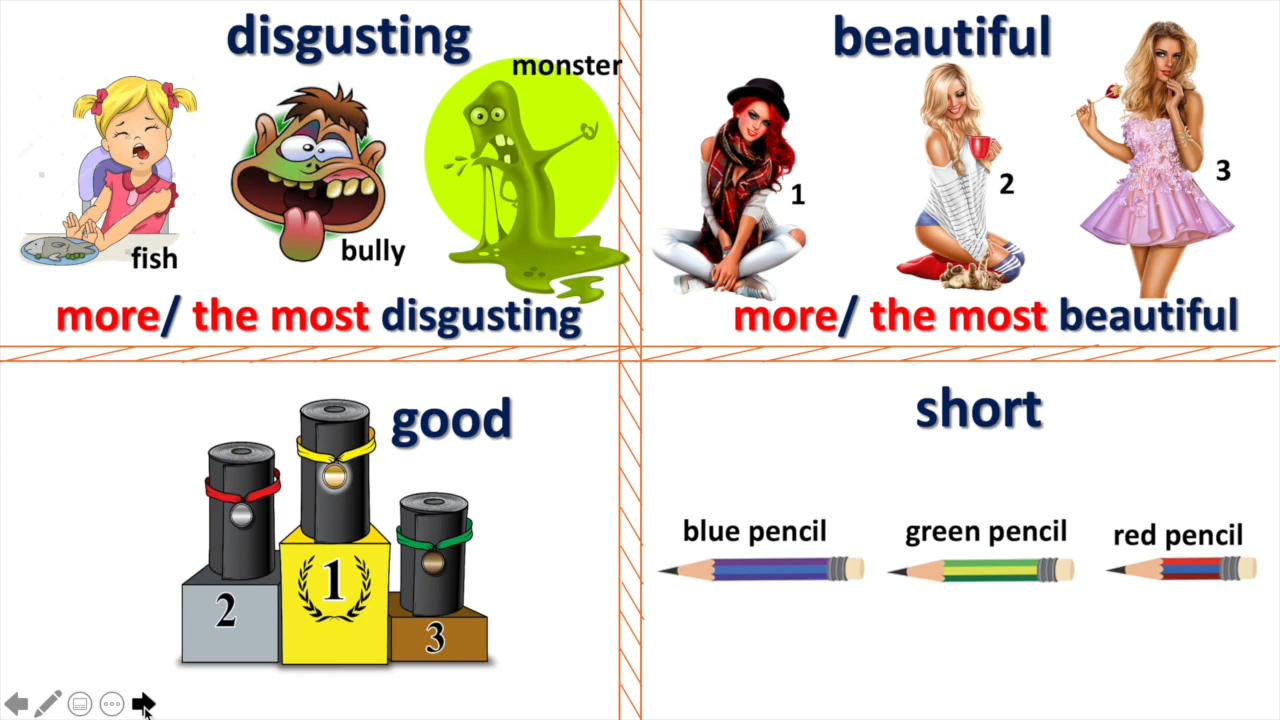 disgusting
monster
fish
bully
more/ the most disgusting
beautiful
1
2
3
more/ the most beautiful
good
1
2
3
short
blue pencil
green pencil
red pencil